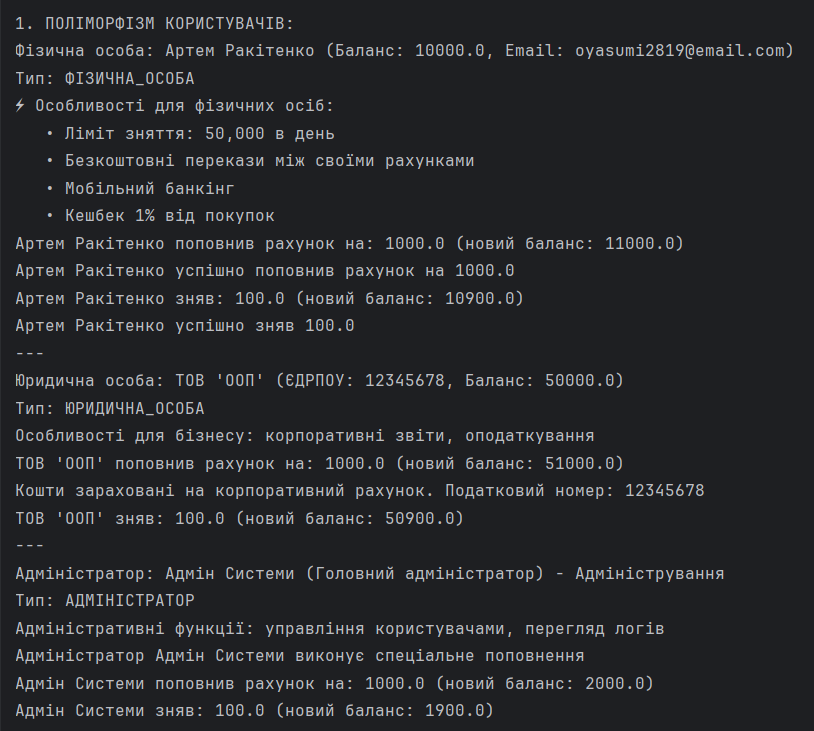 1. ПОЛІМОРФІЗМ КОРИСТУВАЧІВ:
Фізична особа: Артем Ракітенко (Баланс: 10000.0, Email: oyasumi2819@email.com)
Тип: ФІЗИЧНА_ОСОБА
⚡ Особливості для фізичних осіб:
• Ліміт зняття: 50,000 в день
• Безкоштовні перекази між своїми рахунками
• Мобільний банкінг
• Кешбек 1% від покупок
Артем Ракітенко поповнив рахунок на: 1000.0 (новий баланс: 11000.0)
Артем Ракітенко успішно поповнив рахунок на 1000.0
Артем Ракітенко зняв: 100.0 (новий баланс: 10900.0)
Артем Ракітенко успішно зняв 100.0
---
Юридична особа: ТОВ 'ООП' (ЄДРПОУ: 12345678, Баланс: 50000.0)
Тип: ЮРИДИЧНА_ОСОБА
Особливості для бізнесу: корпоративні звіти, оподаткування
ТОВ 'ООП' поповнив рахунок на: 1000.0 (новий баланс: 51000.0)
Кошти зараховані на корпоративний рахунок. Податковий номер: 12345678
ТОВ 'ООП' зняв: 100.0 (новий баланс: 50900.0)
---
Адміністратор: Адмін Системи (Головний адміністратор) - Адміністрування
Тип: АДМІНІСТРАТОР
Адміністративні функції: управління користувачами, перегляд логів
Адміністратор Адмін Системи виконує спеціальне поповнення
Адмін Системи поповнив рахунок на: 1000.0 (новий баланс: 2000.0)
Адмін Системи зняв: 100.0 (новий баланс: 1900.0)